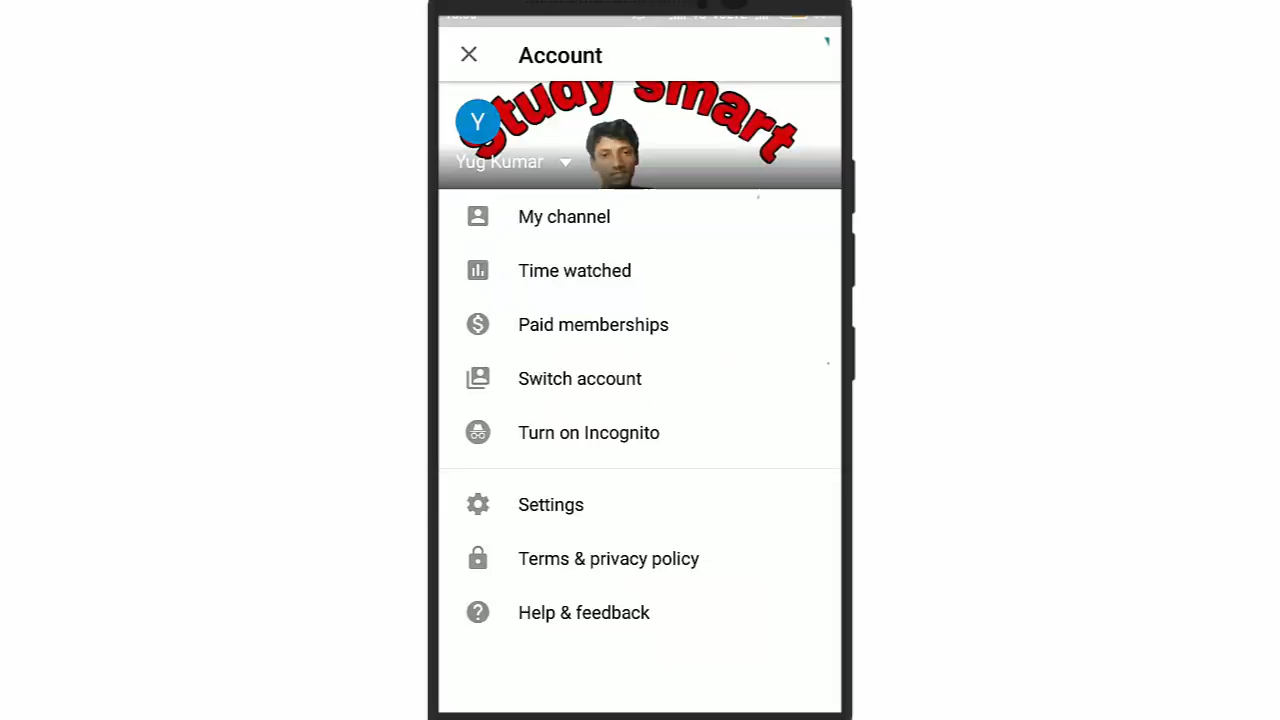 Account
Study smart
Y
Yug Kumar
My channel
Time watched
Paid memberships
Switch account
Turn on Incognito
Settings
Terms & privacy policy
Help & feedback